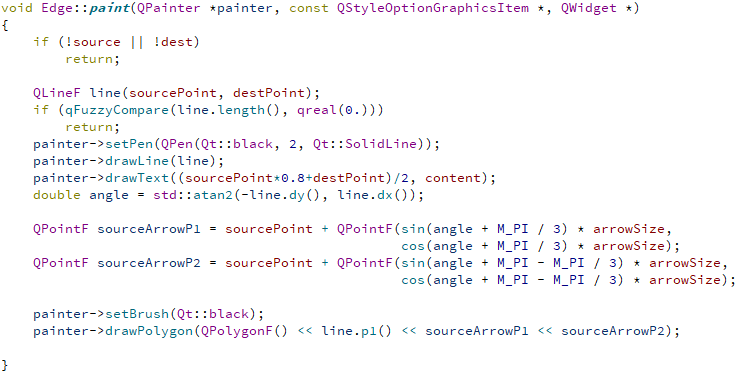 void Edge::paint(QPainter *painter, const QStyleOptionGraphicsItem *, QWidget *)
{
    if (!source || !dest)
        return;

    QLineF line(sourcePoint, destPoint);
    if (qFuzzyCompare(line.length(), qreal(0.)))
        return;
    painter->setPen(QPen(Qt::black, 2, Qt::SolidLine));
    painter->drawLine(line);
    painter->drawText((sourcePoint*0.8+destPoint)/2, content);
    double angle = std::atan2(-line.dy(), line.dx());

    QPointF sourceArrowP1 = sourcePoint + QPointF(sin(angle + M_PI / 3) * arrowSize,
                                                  cos(angle + M_PI / 3) * arrowSize);
    QPointF sourceArrowP2 = sourcePoint + QPointF(sin(angle + M_PI - M_PI / 3) * arrowSize,
                                                  cos(angle + M_PI - M_PI / 3) * arrowSize);

    painter->setBrush(Qt::black);
    painter->drawPolygon(QPolygonF() << line.p1() << sourceArrowP1 << sourceArrowP2);

}